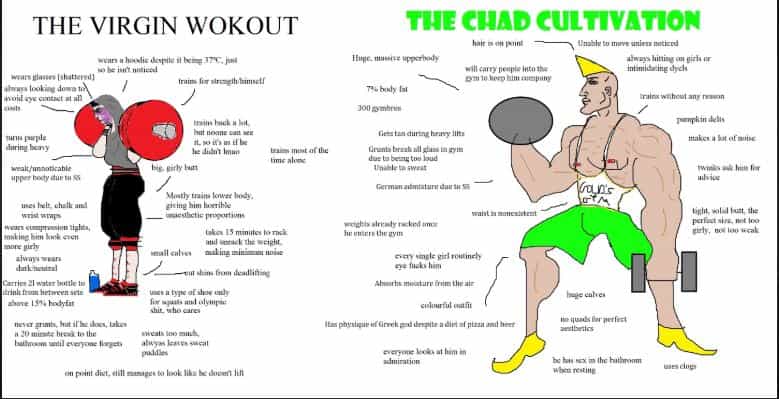 THE VIRGIN WOKOUT
wears a hoodie despite it being 37°C, just
so he isn't noticed
wears glasses (shattered)
always looking down to
avoid eye contact at all
costs
trains for strength/himself
turns purple
during heavy
trains back a lot,
but noone can see
it, so it's as if he
he didn't lmao
trains most of the
time alone
weak/unnoticable
upper body due to SS
big, girly butt
Mostly trains lower body,
giving him horrible
unaesthetic proportions
uses belt, chalk and
wrist wraps
wears compression tights,
making him look even
more girly
takes 15 minutes to rack
and unrack the weight,
making minimum noise
always wears
dark/neutral
small calves
cut shins from deadlifting
Carries 2l water bottle to
drink from between sets
above 15% bodyfat
uses a type of shoe only
for squats and olympic
shit, who cares
never grunts, but if he does, takes
a 20 minute break to the
bathroom until everyone forgets
sweats too much,
alwyas leaves sweat
puddles
on point diet, still manages to look like he doesn't lift
THE CHAD CULTIVATION
hair is on point
Unable to move unless noticed
Huge, massive upperbody
will carry people into the
gym to keep him company
always hitting on girls or
intimidating dyels
7% body fat
300 gymbros
trains without any reason
pumpkin delts
Gets tan during heavy lifts
makes a lot of noise
Grunts break all glass in gym
due to being too loud
Unable to sweat
twinks ask him for
advice
German admixture due to SS
Golds
Gym
waist is nonexistent
tight, solid butt, the
perfect size, not too
girly, not too weak
weights already racked once
he enters the gym
every single girl routinely
eye fucks him
Absorbs moisture from the air
huge calves
colourful outfit
no quads for perfect
aesthetics
Has physique of Greek god despite a diet of pizza and beer
everyone looks at him in
admiration
he has sex in the bathroom
when resting
uses clogs